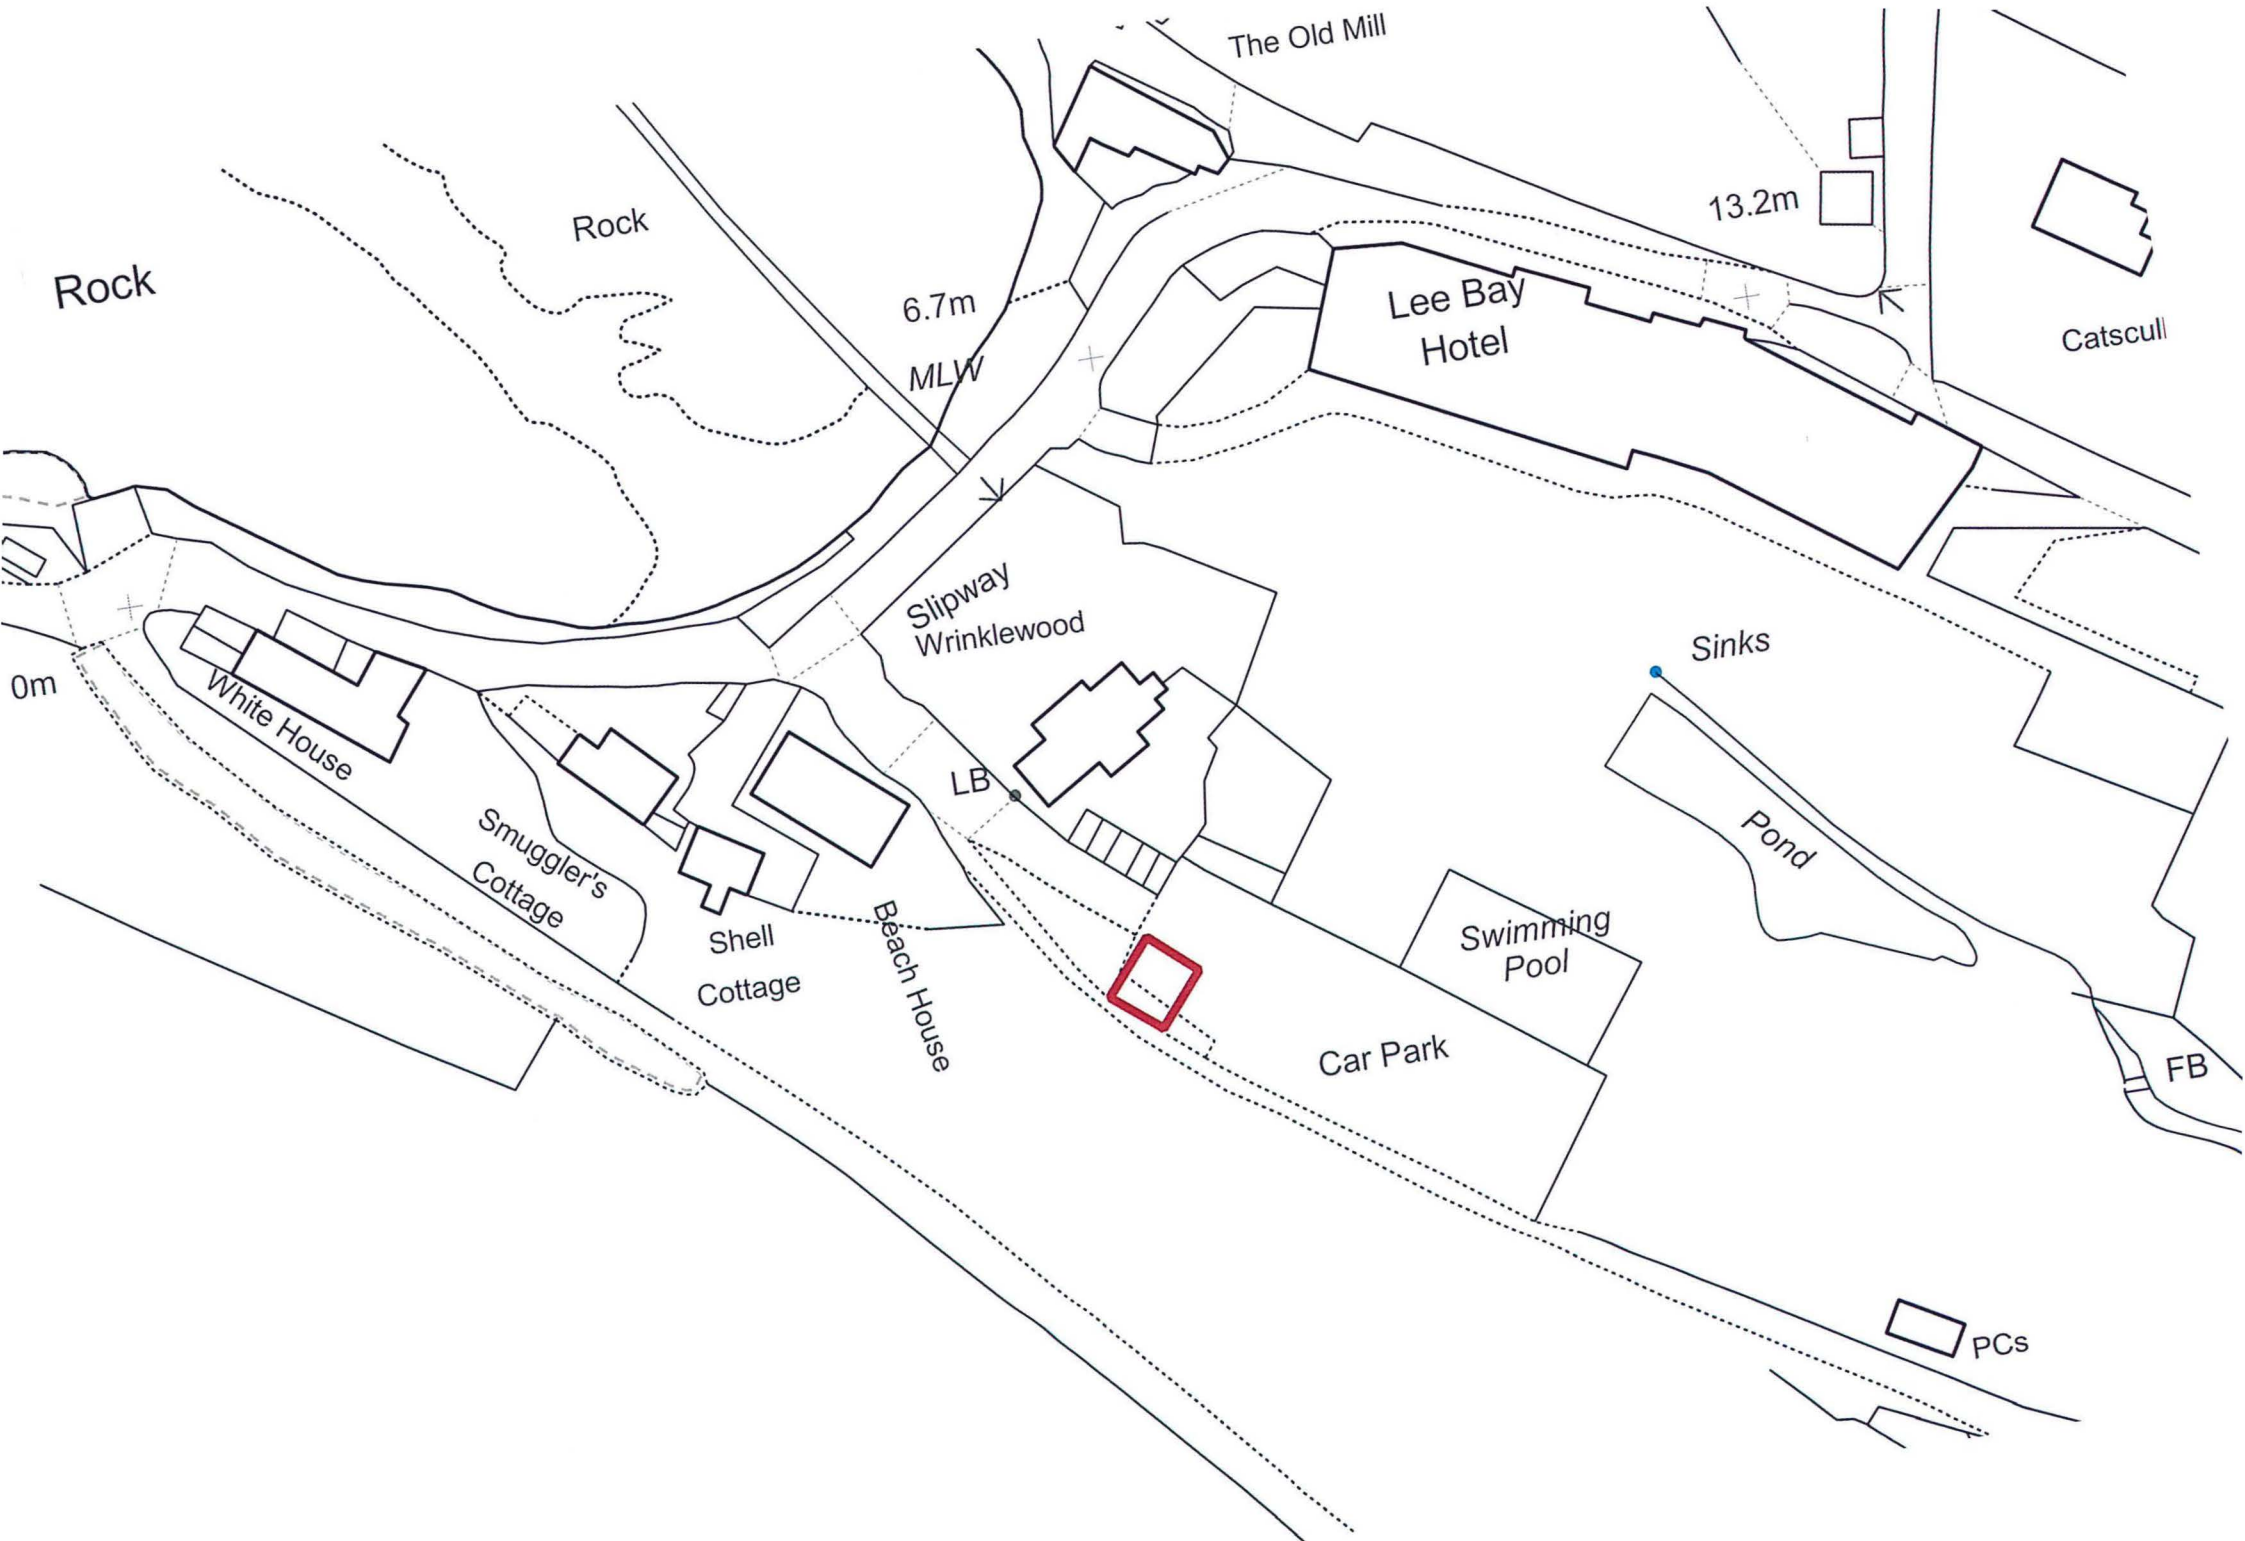 The Old Mill
13.2m
Rock
Rock
6.7m
MLW
Lee Bay
Hotel
Catscull
Slipway
Wrinklewood
Sinks
0m
White House
LB
Pond
Smuggler's
Cottage
Shell
Cottage
Beach House
Swimming
Pool
Car Park
FB
PCs